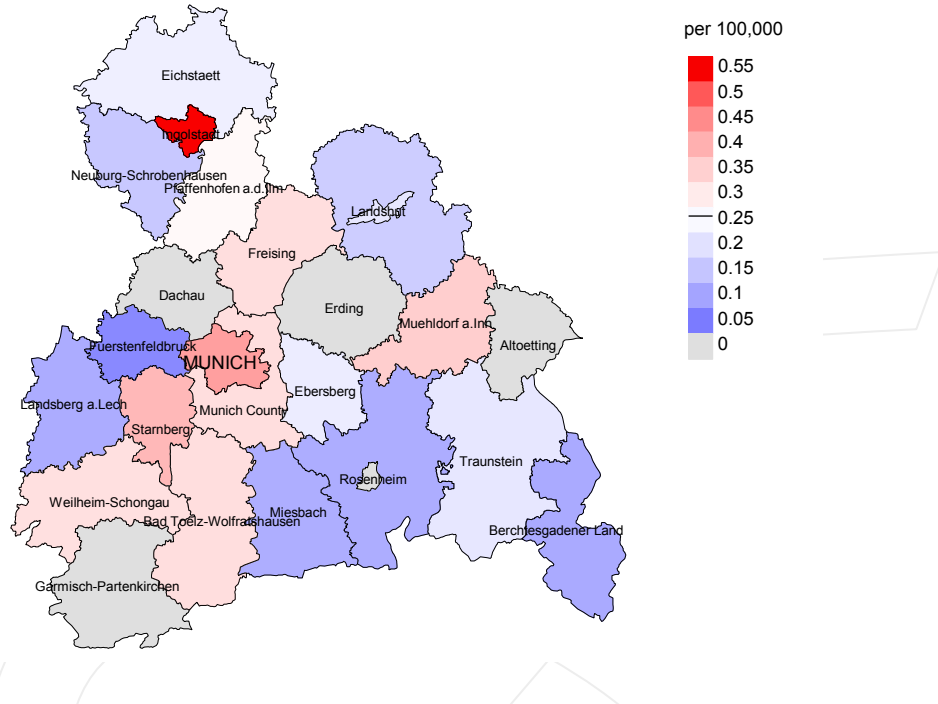 per 100,000
0.55
0.5
0.45
0.4
0.35
0.3
0.25
0.2
0.15
0.1
0.05
0
Eichstaett
Ingolstadt
Neuburg-Schrobenhausen
Pfaffenhofen a.d.Ilm
Landshut
Freising
Dachau
Erding
Muehldorf a.Inn
Altoetting
Fuerstenfeldbruck
MUNICH
Ebersberg
Landsberg a.Lech
Munich County
Starnberg
Traunstein
Rosenheim
Weilheim-Schongau
Miesbach
Bad Toelz-Wolfratshausen
Berchtesgadener Land
Garmisch-Partenkirchen